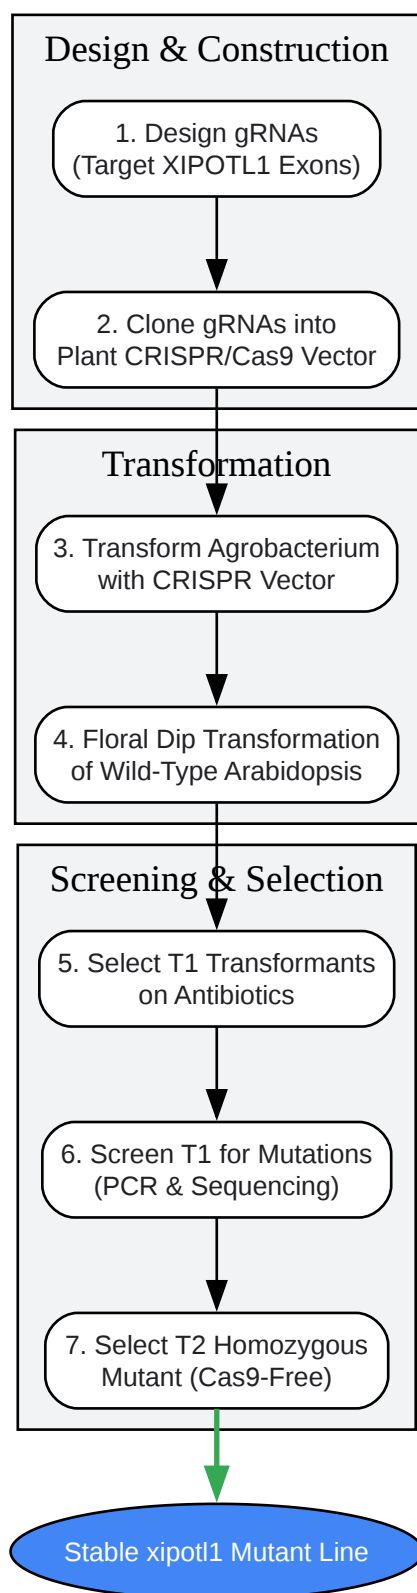 Design & Construction
1. Design gRNAs
(Target XIPOTL1 Exons)
2. Clone gRNAs into
Plant CRISPR/Cas9 Vector
Transformation
3. Transform Agrobacterium
with CRISPR Vector
4. Floral Dip Transformation
of Wild-Type Arabidopsis
Screening & Selection
5. Select T1 Transformants
on Antibiotics
6. Screen T1 for Mutations
(PCR & Sequencing)
7. Select T2 Homozygous
Mutant (Cas9-Free)
Stable xipotl1 Mutant Line